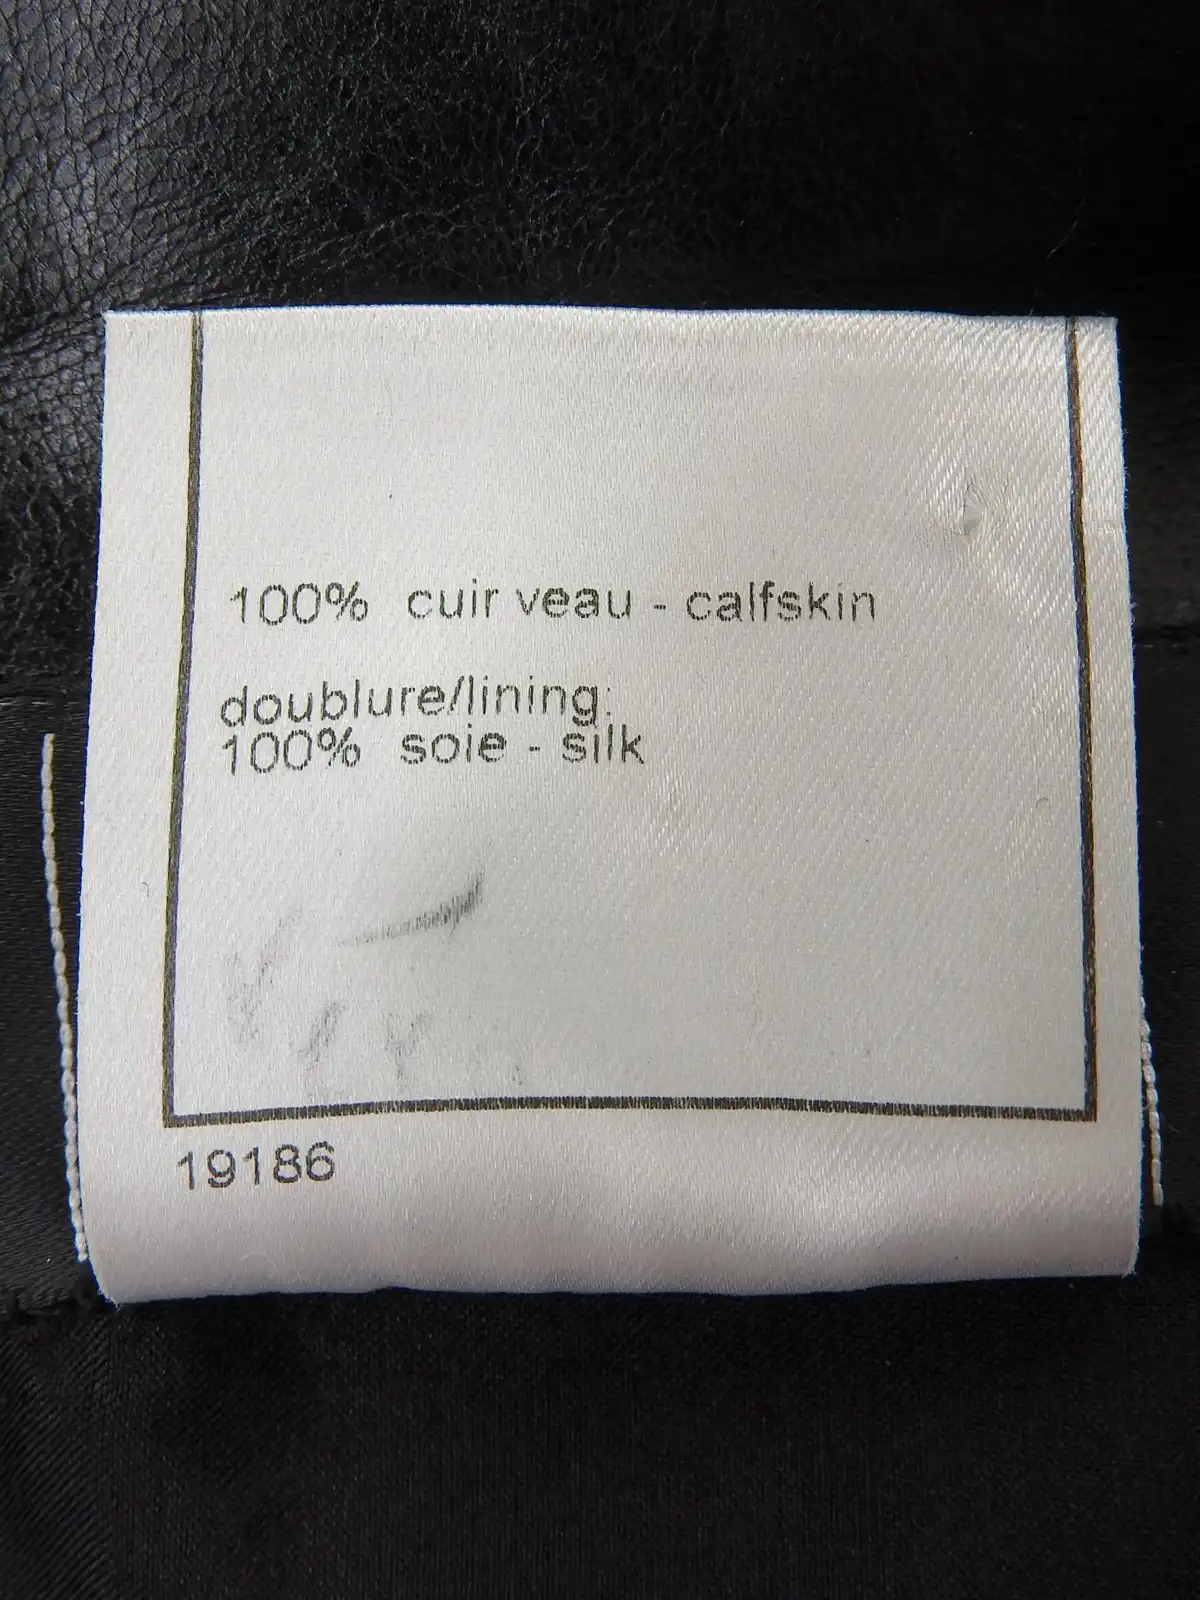 100% cuir veau - calfskin
doublure/lining:
100% soie - silk
19186